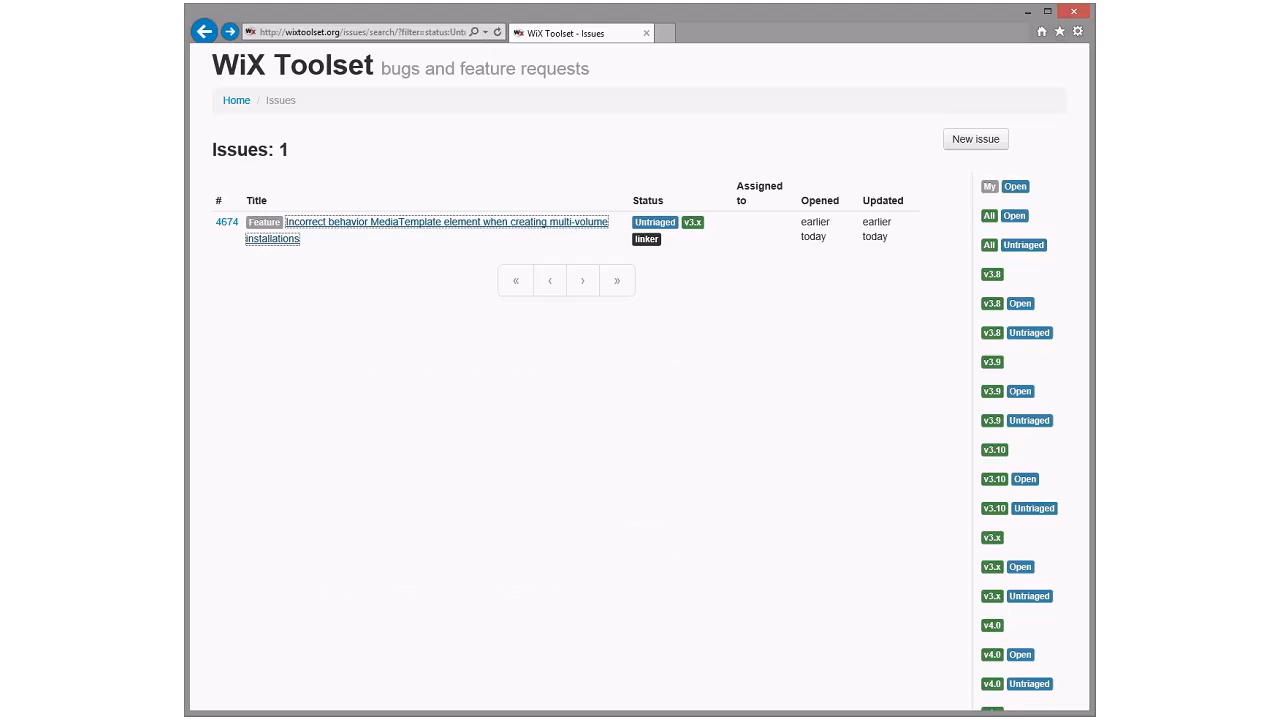 http://wixtoolset.org/issues/search/?filter=status:Unt
WiX Toolset - Issues
WiX Toolset bugs and feature requests
Home / Issues
New issue
Issues: 1
# Title Status Assigned to Opened Updated
4674 Feature Incorrect behavior MediaTemplate element when creating multi-volume Untriaged v3.x earlier earlier
installations linker today today
« ‹ › »
My Open
All Open
All Untriaged
v3.8
v3.8 Open
v3.8 Untriaged
v3.9
v3.9 Open
v3.9 Untriaged
v3.10
v3.10 Open
v3.10 Untriaged
v3.x
v3.x Open
v3.x Untriaged
v4.0
v4.0 Open
v4.0 Untriaged